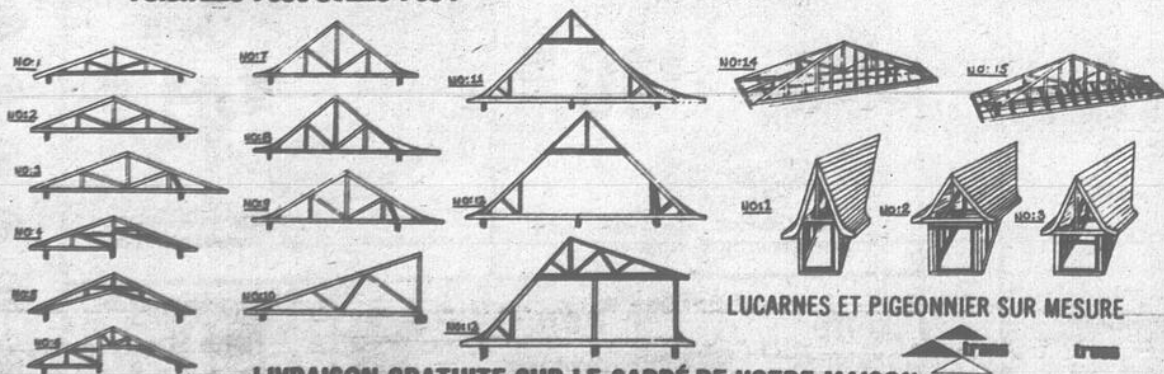 NO:1
NO:2
NO:3
NO:4
NO:5
NO:6
NO:7
NO:8
NO:9
NO:10
NO:11
NO:12
NO:13
NO:14
NO:15
NO:1
NO:2
NO:3
LUCARNES ET PIGEONNIER SUR MESURE
LIVRAISON GRATUITE SUR LE CARRÉ DE VOTRE MAISON
truss
truss